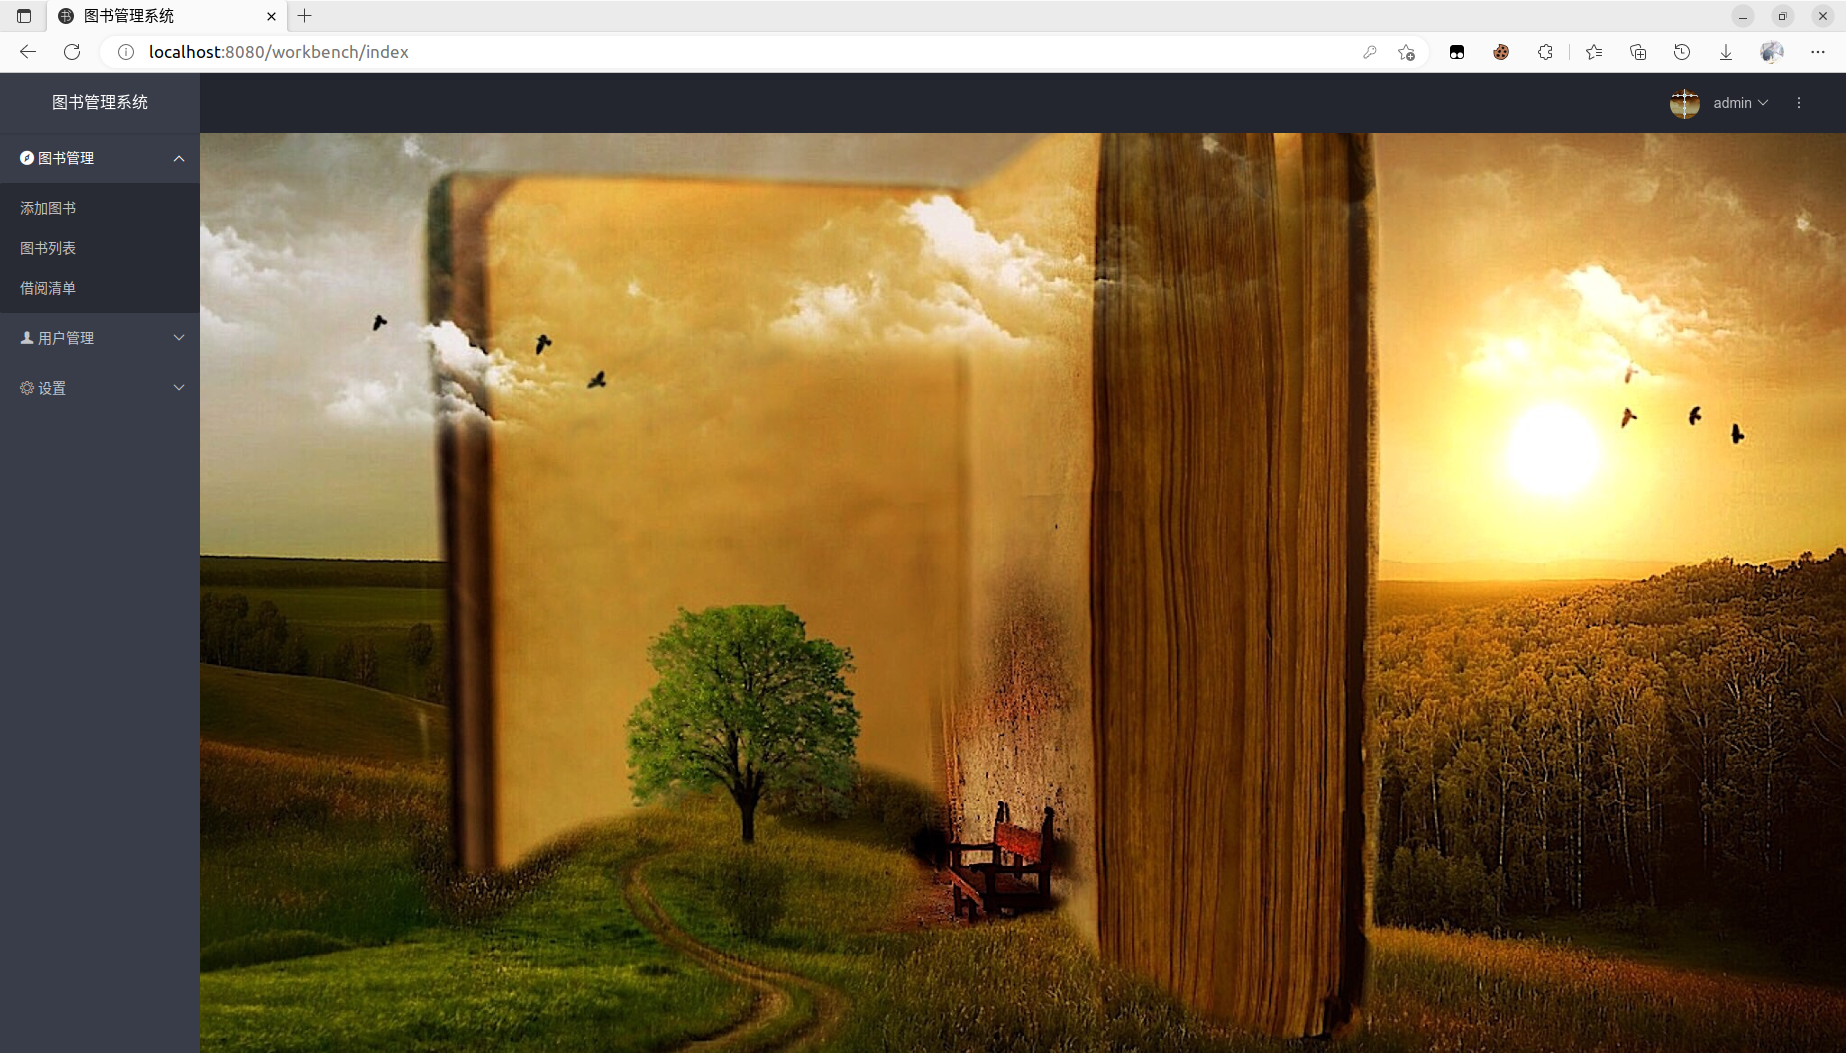 图书管理系统
localhost:8080/workbench/index
图书管理系统
admin
图书管理
添加图书
图书列表
借阅清单
用户管理
设置